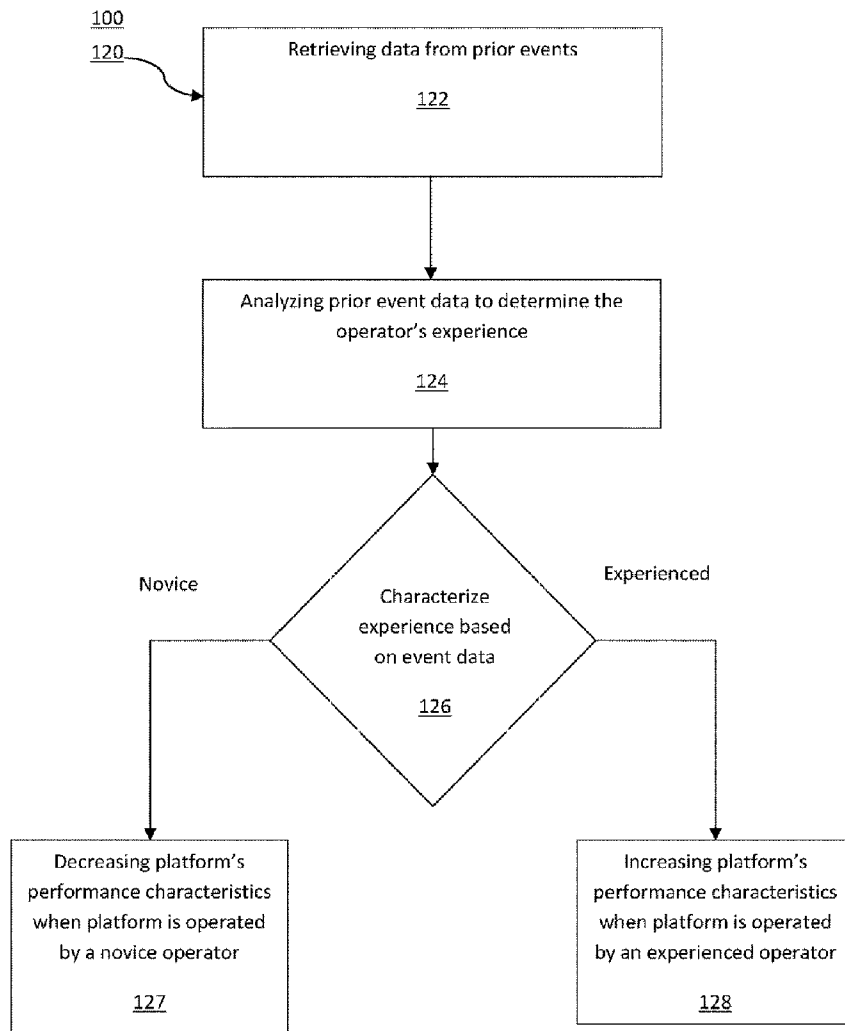 100
120
Retrieving data from prior events
122
Analyzing prior event data to determine the
operator's experience
124
Novice
Experienced
Characterize
experience based
on event data
126
Decreasing platform's
performance characteristics
when platform is operated
by a novice operator
127
Increasing platform's
performance characteristics
when platform is operated
by an experienced operator
128